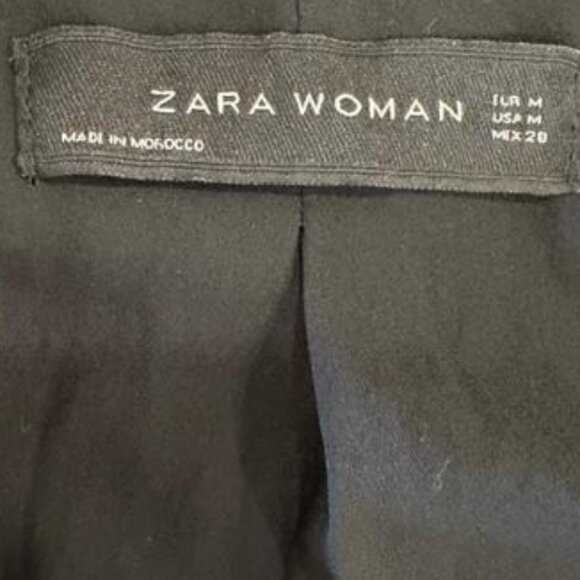 ZARA WOMAN
EUR M
USA M
MEX 28
MADE IN MOROCCO